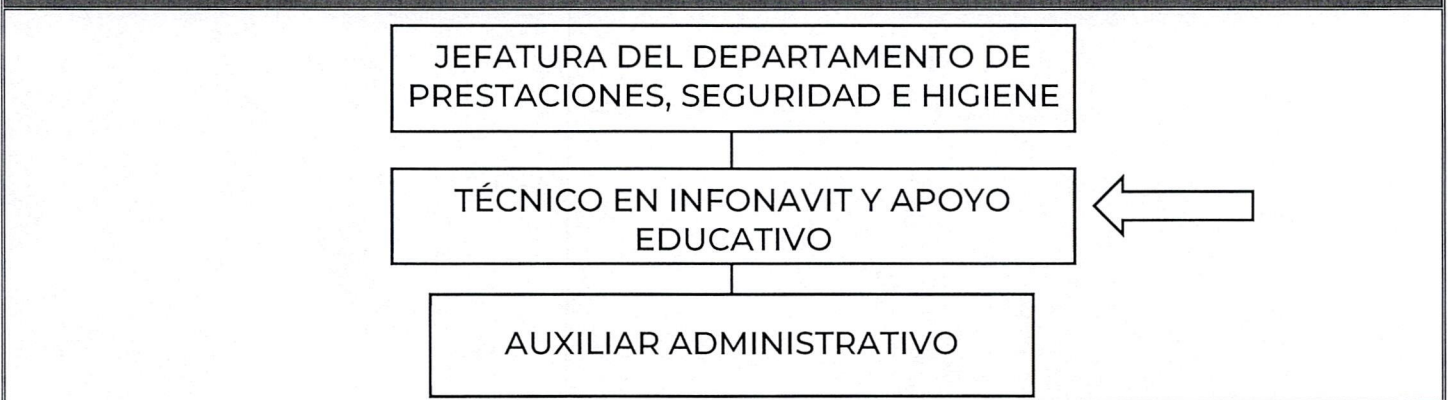 JEFATURA DEL DEPARTAMENTO DE
PRESTACIONES, SEGURIDAD E HIGIENE
TÉCNICO EN INFONAVIT Y APOYO
EDUCATIVO
AUXILIAR ADMINISTRATIVO